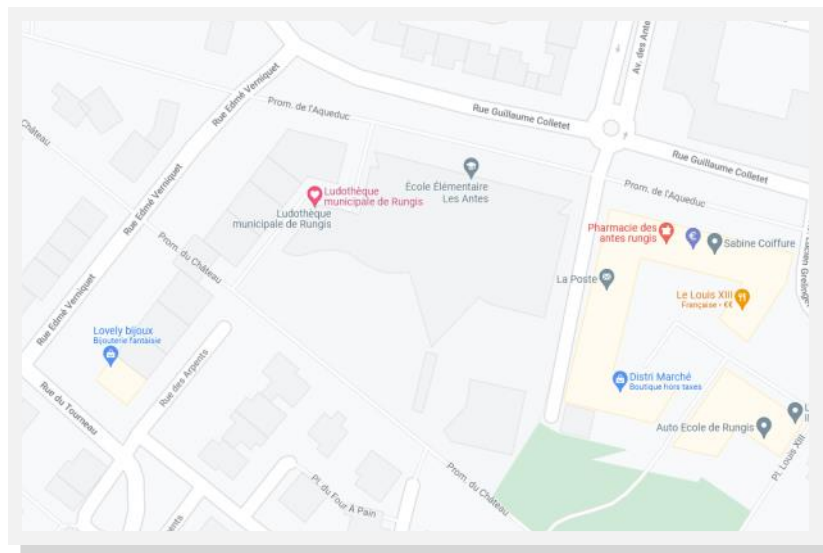 Av. des Ante
Rue Edmé Verniquet
Prom. de l'Aqueduc
Rue Guillaume Colletet
Château
Rue Guillaume Colletet
École Élémentaire
Les Antes
Prom. de l'Aqueduc
Ludothèque
municipale de Rungis
Ludothèque
municipale de Rungis
Rue Edmé Verniquet
Pharmacie des
antes rungis
Sabine Coiffure
Prom. du Château
La Poste
Le Louis XIII
Française • €€
Rue Edmé Verniquet
Lovely bijoux
Bijouterie fantaisie
Rue des Arpents
Distri Marché
Boutique hors taxes
Rue du Tourneau
Auto Ecole de Rungis
Pl. Louis XIII
Prom. du Château
Pl. du Four À Pain